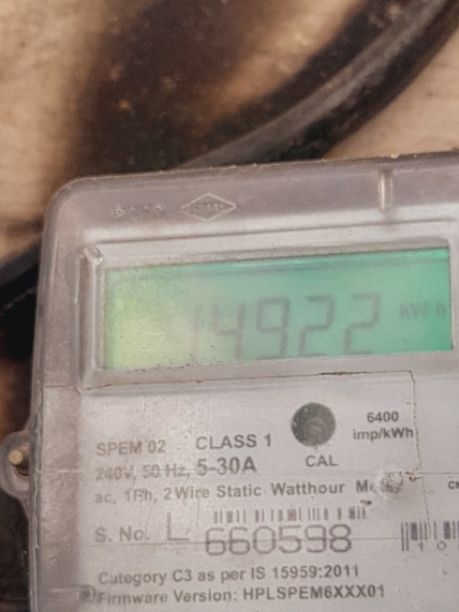 14922 kWh
6400
imp/kWh
SPEM 02 CLASS 1
240V, 50 Hz, 5-30A CAL
ac, 1Ph, 2 Wire Static Watthour
S. No. L 660598
Category C3 as per IS 15959:2011
Firmware Version: HPLSPEM6XXX01